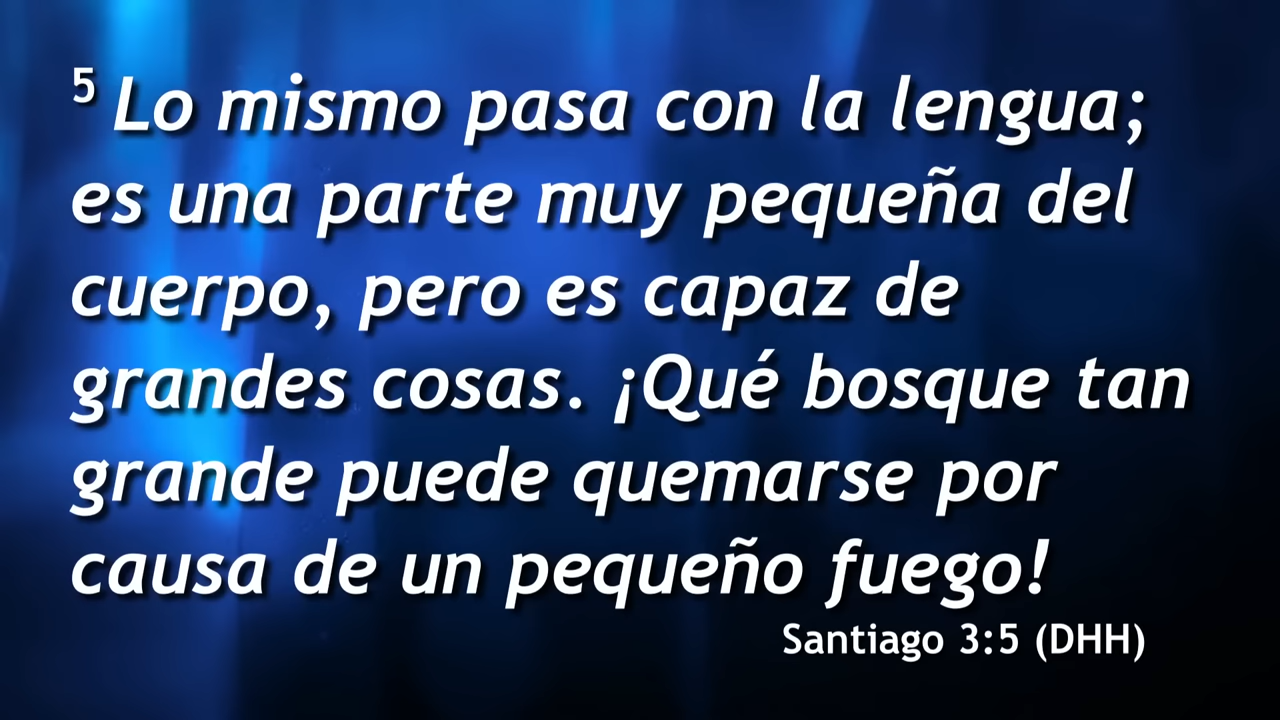 5 Lo mismo pasa con la lengua;
es una parte muy pequeña del
cuerpo, pero es capaz de
grandes cosas. ¡Qué bosque tan
grande puede quemarse por
causa de un pequeño fuego!
Santiago 3:5 (DHH)